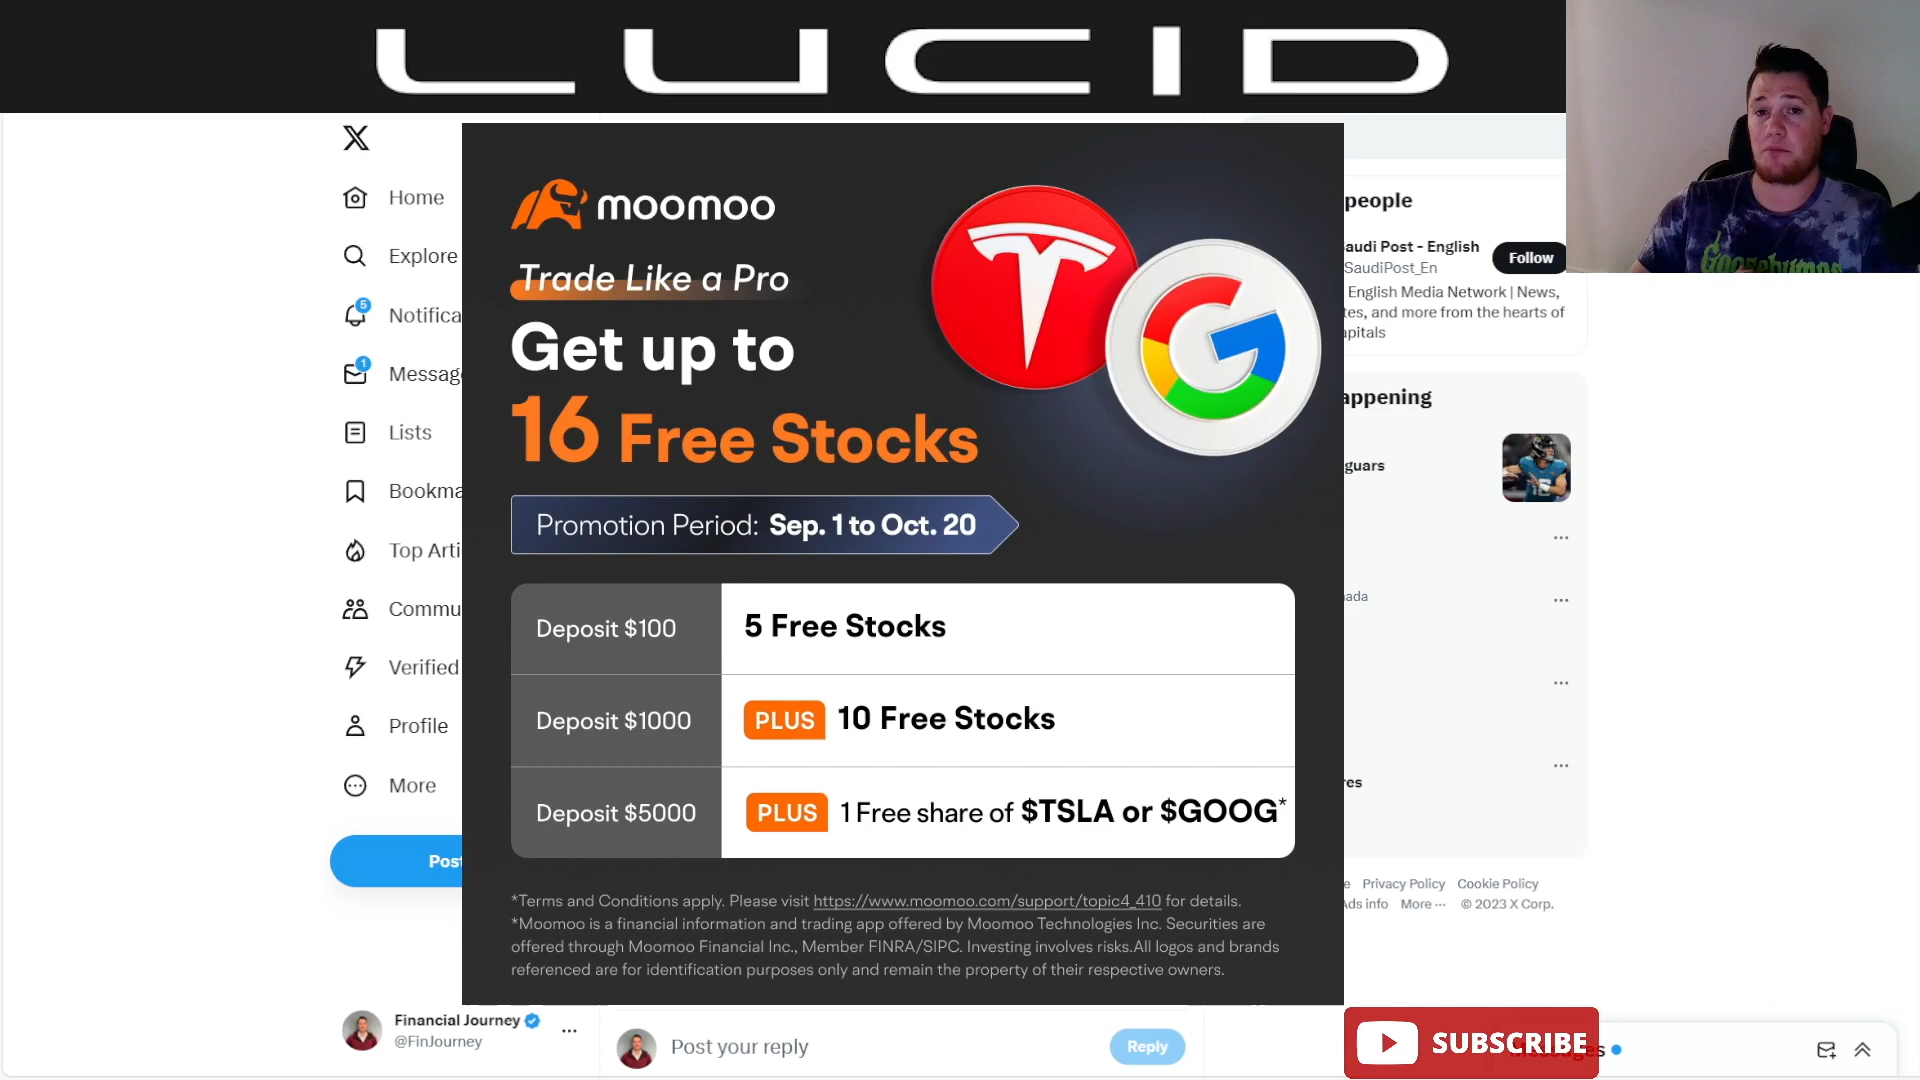 LUCID
Home
Explore
Notifica
Messag
Lists
Bookma
Top Arti
Commu
Verified
Profile
More
Post
5
1
moomoo
Trade Like a Pro
Get up to
16 Free Stocks
Promotion Period: Sep. 1 to Oct. 20
Deposit $100 5 Free Stocks
Deposit $1000 PLUS 10 Free Stocks
Deposit $5000 PLUS 1 Free share of $TSLA or $GOOG*
*Terms and Conditions apply. Please visit https://www.moomoo.com/support/topic4_410 for details.
*Moomoo is a financial information and trading app offered by Moomoo Technologies Inc. Securities are
offered through Moomoo Financial Inc., Member FINRA/SIPC. Investing involves risks.All logos and brands
referenced are for identification purposes only and remain the property of their respective owners.
Goosebumps
people
audi Post - English
SaudiPost_En
Follow
English Media Network | News,
tes, and more from the hearts of
apitals
appening
guars
nada
res
e Privacy Policy Cookie Policy
Ads info More ··· © 2023 X Corp.
Financial Journey
@FinJourney
Post your reply
Reply
SUBSCRIBE